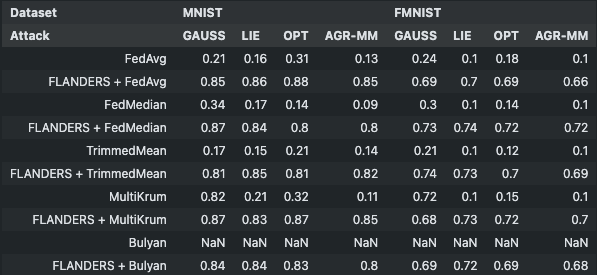 Dataset MNIST FMNIST
Attack GAUSS LIE OPT AGR-MM GAUSS LIE OPT AGR-MM
FedAvg 0.21 0.16 0.31 0.13 0.24 0.1 0.18 0.1
FLANDERS + FedAvg 0.85 0.86 0.88 0.85 0.69 0.7 0.69 0.66
FedMedian 0.34 0.17 0.14 0.09 0.3 0.1 0.14 0.1
FLANDERS + FedMedian 0.87 0.84 0.8 0.8 0.73 0.74 0.72 0.72
TrimmedMean 0.17 0.15 0.21 0.14 0.21 0.1 0.12 0.1
FLANDERS + TrimmedMean 0.81 0.85 0.81 0.82 0.74 0.73 0.7 0.69
MultiKrum 0.82 0.21 0.32 0.11 0.72 0.1 0.15 0.1
FLANDERS + MultiKrum 0.87 0.83 0.87 0.85 0.68 0.73 0.72 0.7
Bulyan NaN NaN NaN NaN NaN NaN NaN NaN
FLANDERS + Bulyan 0.84 0.84 0.83 0.8 0.69 0.72 0.69 0.68